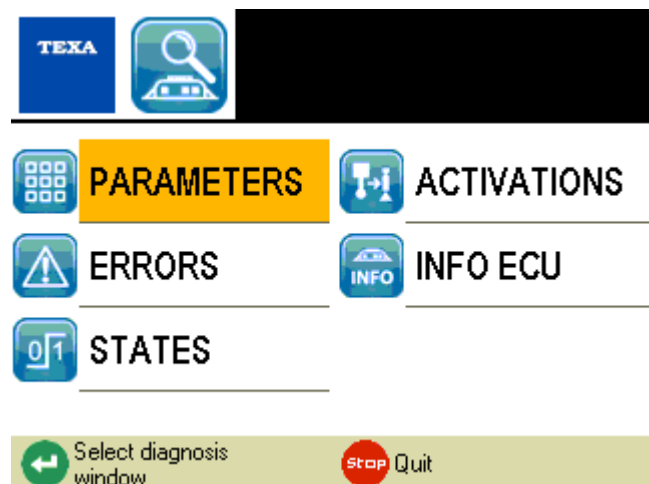 TEXA
PARAMETERS
ACTIVATIONS
ERRORS
INFO
INFO ECU
0 1
STATES
Select diagnosis
window
STOP Quit